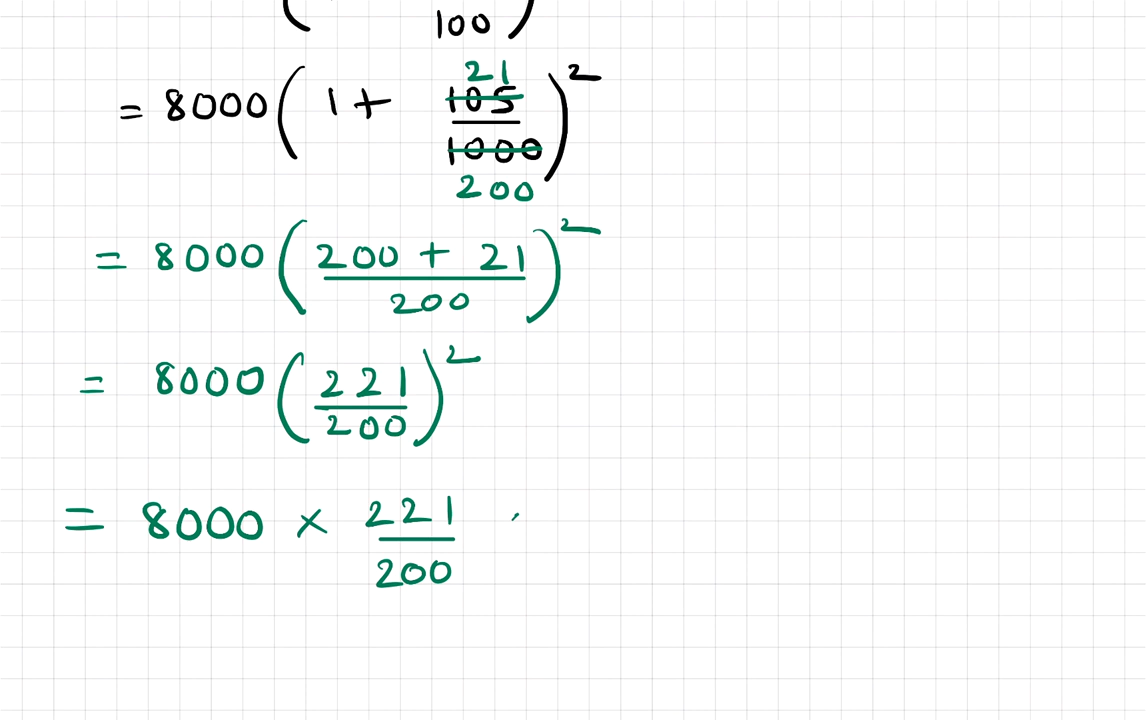 ( 100 )
= 8000 ( 1 + 21 105 / 1000 200 )²
= 8000 ( 200 + 21 / 200 )²
= 8000 ( 221 / 200 )²
= 8000 × 221 / 200